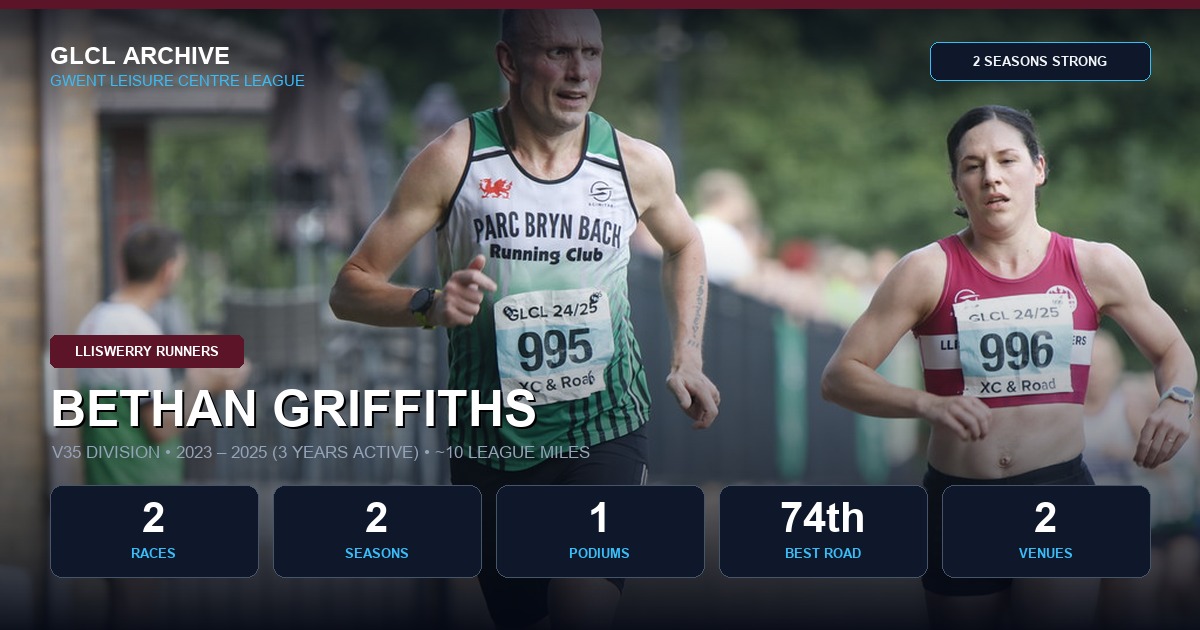 GLCL ARCHIVE
GWENT LEISURE CENTRE LEAGUE
2 SEASONS STRONG
PARC BRYN BACH
Running Club
GLCL 24/25
995
XC & Road
GLCL 24/25
996
XC & Road
LLISWERRY RUNNERS
BETHAN GRIFFITHS
V35 DIVISION • 2023 – 2025 (3 YEARS ACTIVE) • ~10 LEAGUE MILES
2
RACES
2
SEASONS
1
PODIUMS
74th
BEST ROAD
2
VENUES